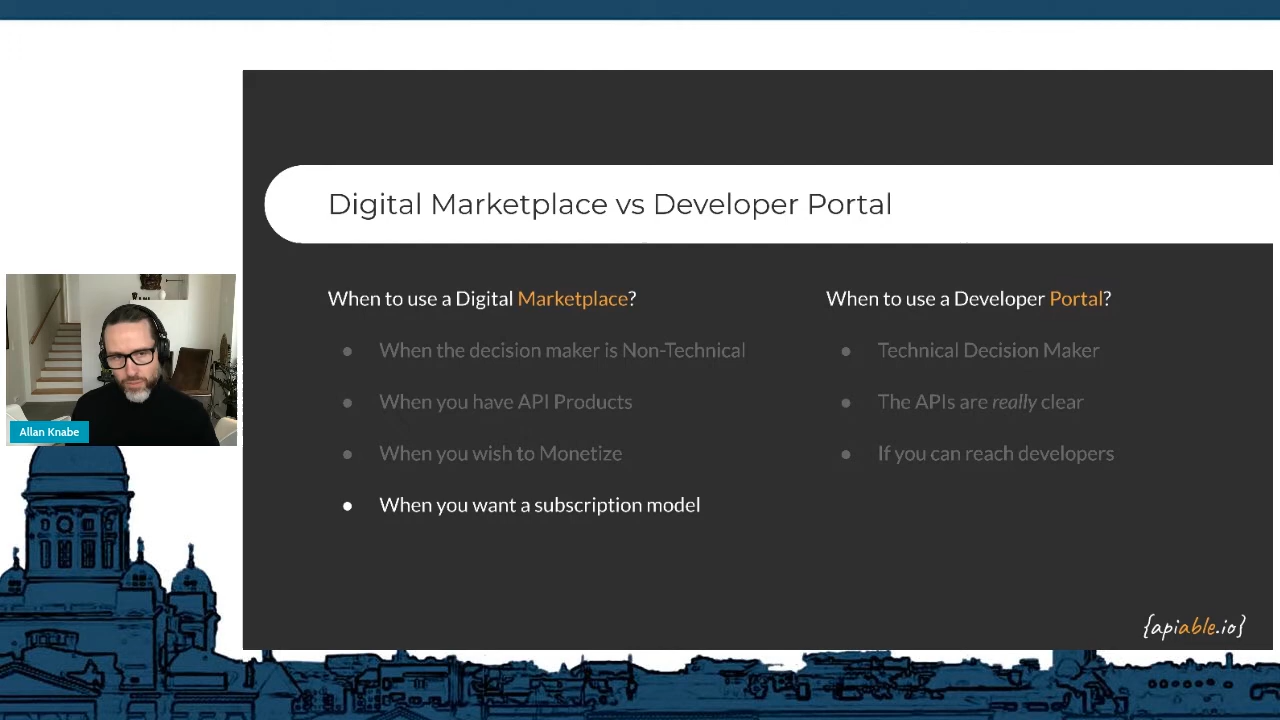 Digital Marketplace vs Developer Portal
When to use a Digital Marketplace?
● When the decision maker is Non-Technical
● When you have API Products
● When you wish to Monetize
● When you want a subscription model
When to use a Developer Portal?
● Technical Decision Maker
● The APIs are really clear
● If you can reach developers
Allan Knabe
{apiable.io}